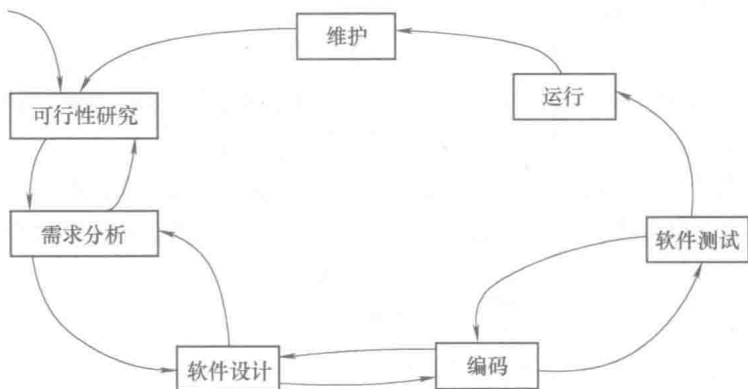 维护
运行
可行性研究
需求分析
软件测试
软件设计
编码